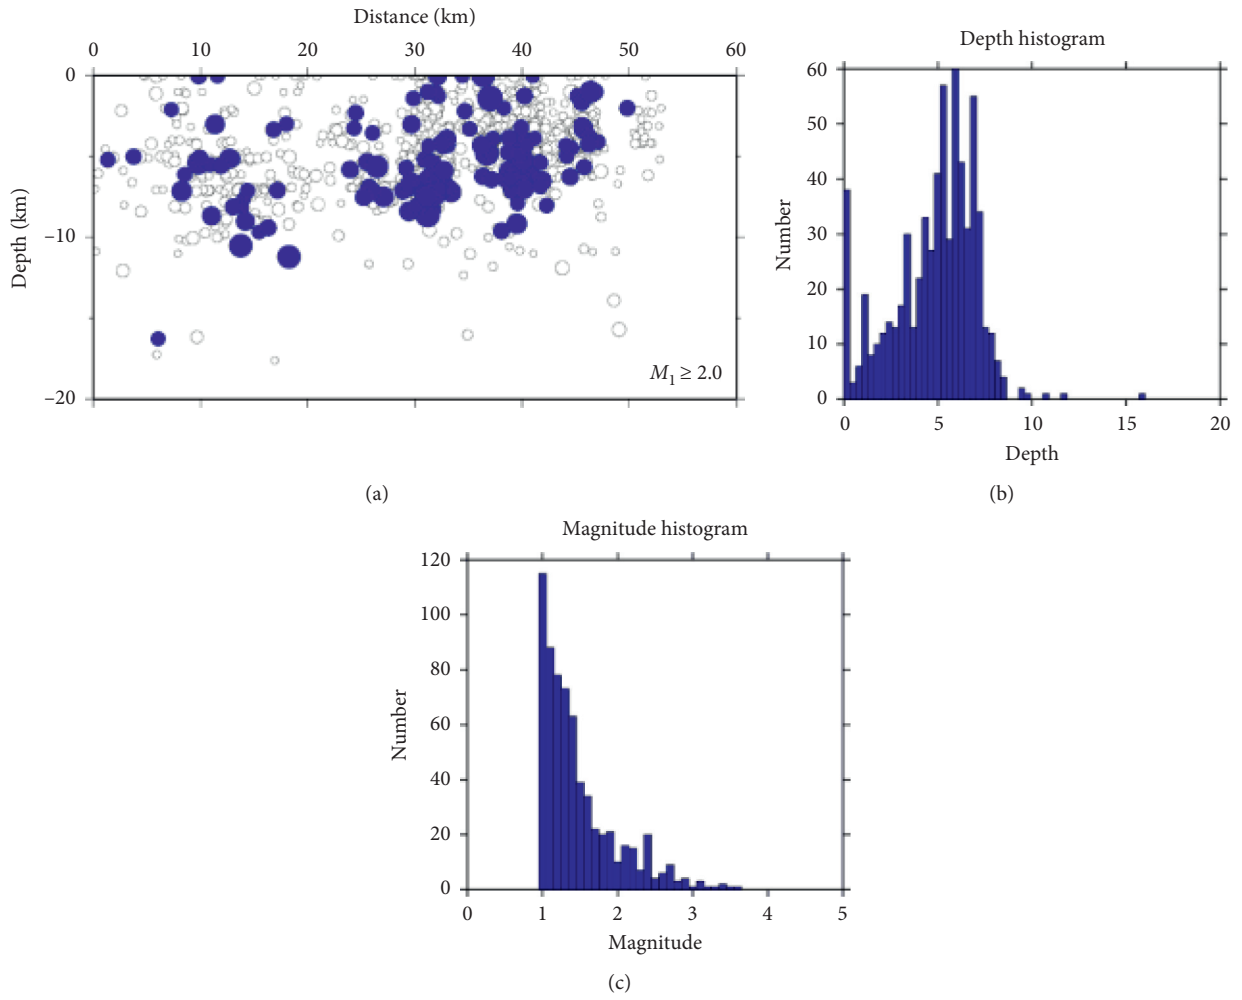 Distance (km)
0 10 20 30 40 50 60
0
−10
−20
Depth (km)
M1 ≥ 2.0
(a)
Depth histogram
60
50
40
30
20
10
0
Number
0 5 10 15 20
Depth
(b)
Magnitude histogram
120
100
80
60
40
20
0
Number
0 1 2 3 4 5
Magnitude
(c)